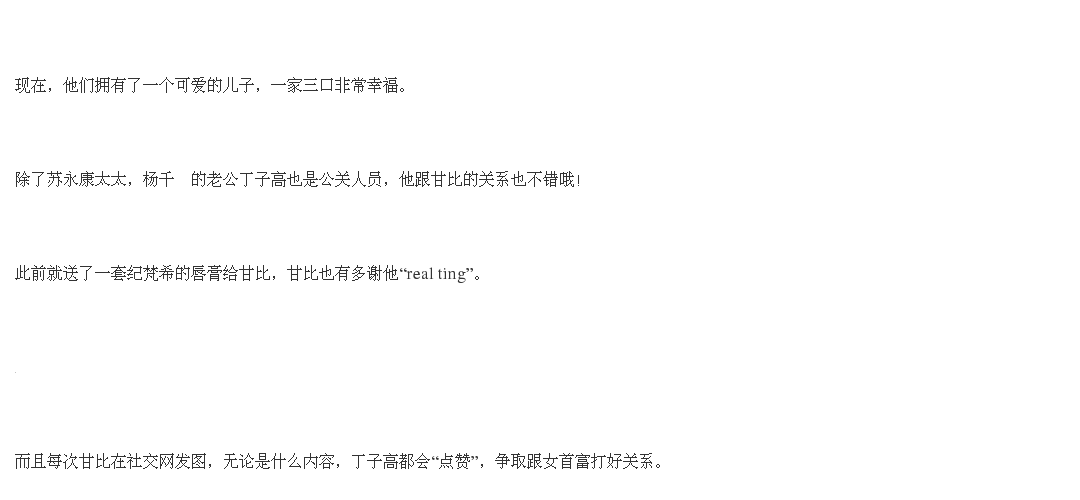 现在，他们拥有了一个可爱的儿子，一家三口非常幸福。
除了苏永康太太，杨千　的老公丁子高也是公关人员，他跟甘比的关系也不错哦！
此前就送了一套纪梵希的唇膏给甘比，甘比也有多谢他“real ting”。
而且每次甘比在社交网发图，无论是什么内容，丁子高都会“点赞”，争取跟女首富打好关系。